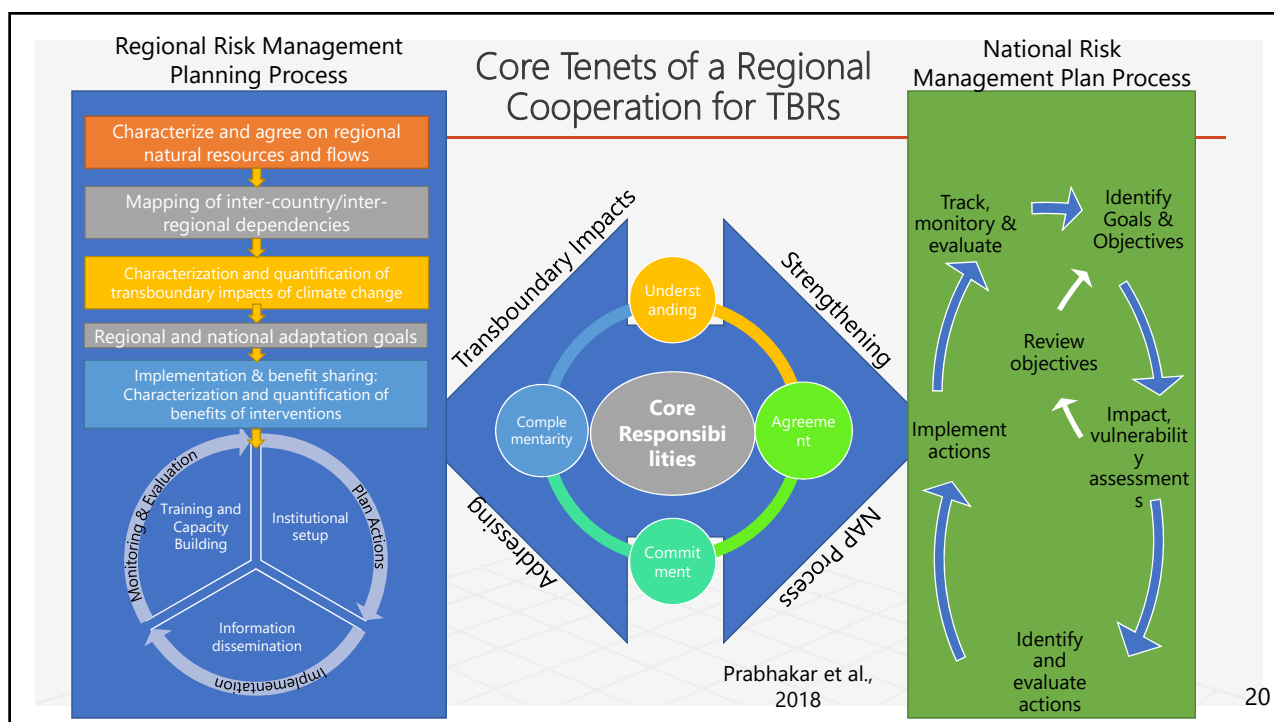 Regional Risk Management
Planning Process
Core Tenets of a Regional
Cooperation for TBRs
National Risk
Management Plan Process
Characterize and agree on regional
natural resources and flows
Mapping of inter-country/inter-
regional dependencies
Characterization and quantification of
transboundary impacts of climate change
Regional and national adaptation goals
Implementation & benefit sharing:
Characterization and quantification of
benefits of interventions
Monitoring & Evaluation
Plan Actions
Implementation
Training and
Capacity
Building
Institutional
setup
Information
dissemination
Transboundary Impacts
Addressing
Strengthening
NAP Process
Underst
anding
Comple
mentarity
Core
Responsibi
lities
Agreeme
nt
Commit
ment
Prabhakar et al.,
2018
Track,
monitory &
evaluate
Identify
Goals &
Objectives
Review
objectives
Implement
actions
Impact,
vulnerabilit
y
assessment
s
Identify
and
evaluate
actions
20